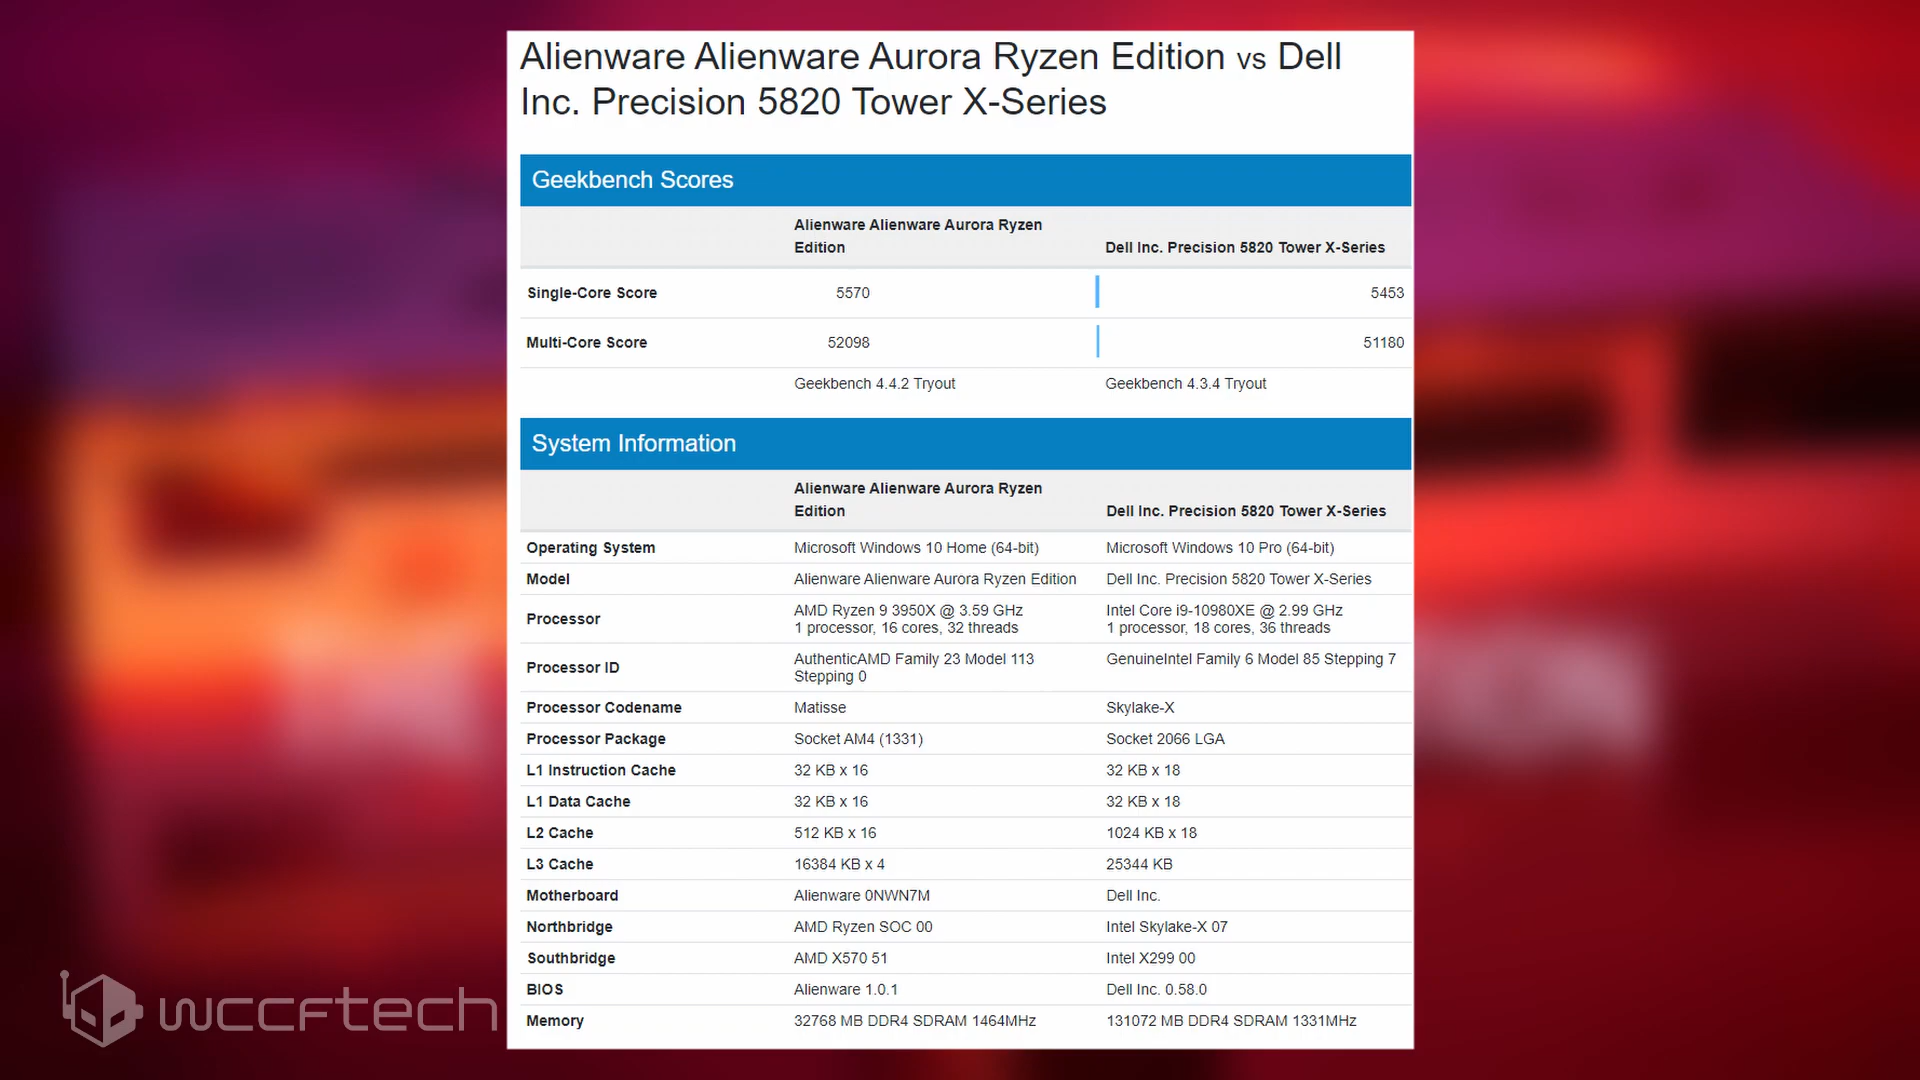 Alienware Alienware Aurora Ryzen Edition vs Dell
Inc. Precision 5820 Tower X-Series
Geekbench Scores
Alienware Alienware Aurora Ryzen
Edition
Dell Inc. Precision 5820 Tower X-Series
Single-Core Score 5570 5453
Multi-Core Score 52098 51180
Geekbench 4.4.2 Tryout Geekbench 4.3.4 Tryout
System Information
Alienware Alienware Aurora Ryzen
Edition
Dell Inc. Precision 5820 Tower X-Series
Operating System Microsoft Windows 10 Home (64-bit) Microsoft Windows 10 Pro (64-bit)
Model Alienware Alienware Aurora Ryzen Edition Dell Inc. Precision 5820 Tower X-Series
Processor
AMD Ryzen 9 3950X @ 3.59 GHz
1 processor, 16 cores, 32 threads
Intel Core i9-10980XE @ 2.99 GHz
1 processor, 18 cores, 36 threads
Processor ID
AuthenticAMD Family 23 Model 113
Stepping 0
GenuineIntel Family 6 Model 85 Stepping 7
Processor Codename Matisse Skylake-X
Processor Package Socket AM4 (1331) Socket 2066 LGA
L1 Instruction Cache 32 KB x 16 32 KB x 18
L1 Data Cache 32 KB x 16 32 KB x 18
L2 Cache 512 KB x 16 1024 KB x 18
L3 Cache 16384 KB x 4 25344 KB
Motherboard Alienware 0NWN7M Dell Inc.
Northbridge AMD Ryzen SOC 00 Intel Skylake-X 07
Southbridge AMD X570 51 Intel X299 00
BIOS Alienware 1.0.1 Dell Inc. 0.58.0
Memory 32768 MB DDR4 SDRAM 1464MHz 131072 MB DDR4 SDRAM 1331MHz
wccftech